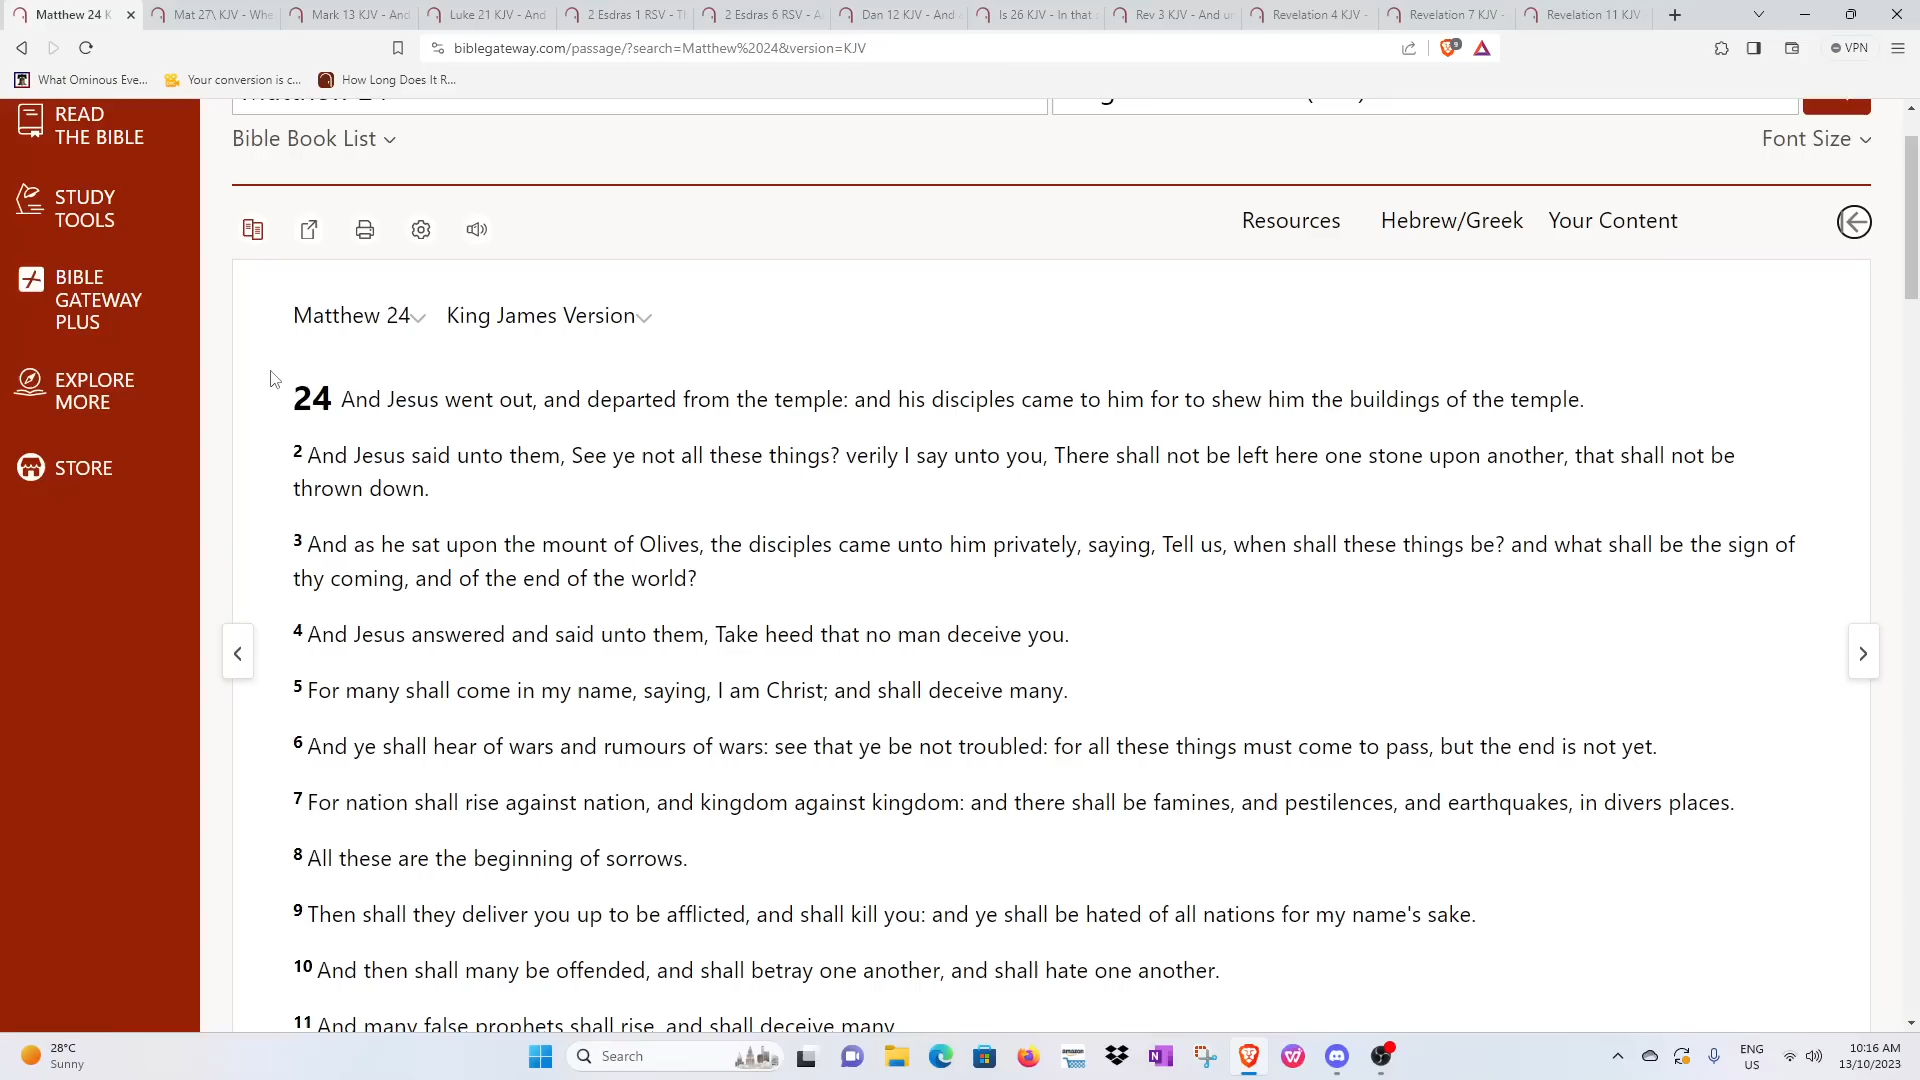 Matthew 24 K
Mat 27\ KJV - Whe
Mark 13 KJV - And
Luke 21 KJV - And
2 Esdras 1 RSV - T
2 Esdras 6 RSV - A
Dan 12 KJV - And a
Is 26 KJV - In that
Rev 3 KJV - And un
Revelation 4 KJV -
Revelation 7 KJV -
Revelation 11 KJV
biblegateway.com/passage/?search=Matthew%2024&version=KJV
9
VPN
What Ominous Eve...
Your conversion is c...
How Long Does It R...
READ
THE BIBLE
STUDY
TOOLS
BIBLE
GATEWAY
PLUS
EXPLORE
MORE
STORE
Bible Book List
Font Size
Resources
Hebrew/Greek
Your Content
Matthew 24
King James Version
24 And Jesus went out, and departed from the temple: and his disciples came to him for to shew him the buildings of the temple.
2 And Jesus said unto them, See ye not all these things? verily I say unto you, There shall not be left here one stone upon another, that shall not be
thrown down.
3 And as he sat upon the mount of Olives, the disciples came unto him privately, saying, Tell us, when shall these things be? and what shall be the sign of
thy coming, and of the end of the world?
4 And Jesus answered and said unto them, Take heed that no man deceive you.
5 For many shall come in my name, saying, I am Christ; and shall deceive many.
6 And ye shall hear of wars and rumours of wars: see that ye be not troubled: for all these things must come to pass, but the end is not yet.
7 For nation shall rise against nation, and kingdom against kingdom: and there shall be famines, and pestilences, and earthquakes, in divers places.
8 All these are the beginning of sorrows.
9 Then shall they deliver you up to be afflicted, and shall kill you: and ye shall be hated of all nations for my name's sake.
10 And then shall many be offended, and shall betray one another, and shall hate one another.
11 And many false prophets shall rise, and shall deceive many.
28°C
Sunny
Search
amazon
ENG
US
10:16 AM
13/10/2023